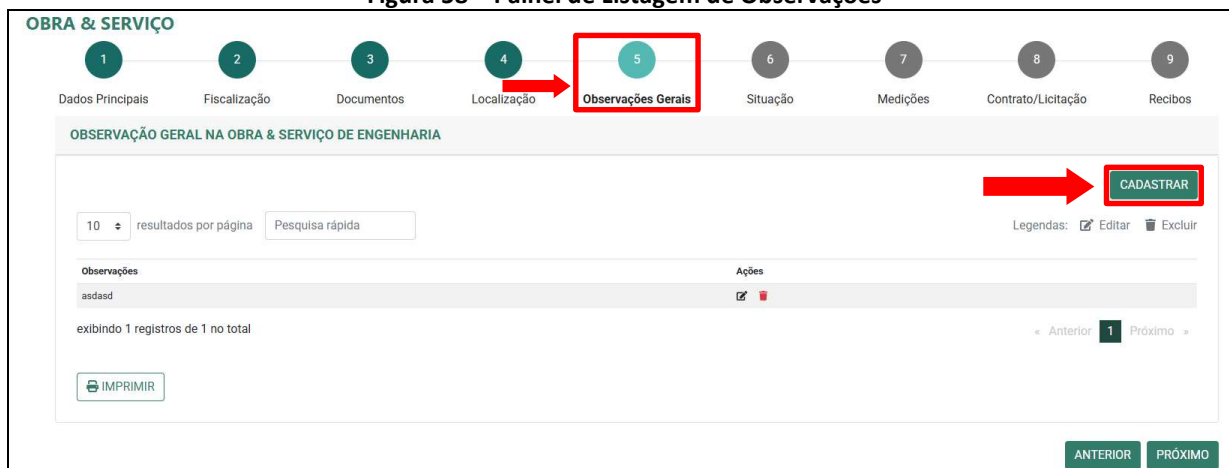 Figura 38 – Painel de Listagem de Observações
OBRA & SERVIÇO
1 2 3 4 5 6 7 8 9
Dados Principais Fiscalização Documentos Localização Observações Gerais Situação Medições Contrato/Licitação Recibos
OBSERVAÇÃO GERAL NA OBRA & SERVIÇO DE ENGENHARIA
CADASTRAR
10 resultados por página Pesquisa rápida Legendas: Editar Excluir
Observações Ações
asdasd
exibindo 1 registros de 1 no total « Anterior 1 Próximo »
IMPRIMIR
ANTERIOR PRÓXIMO